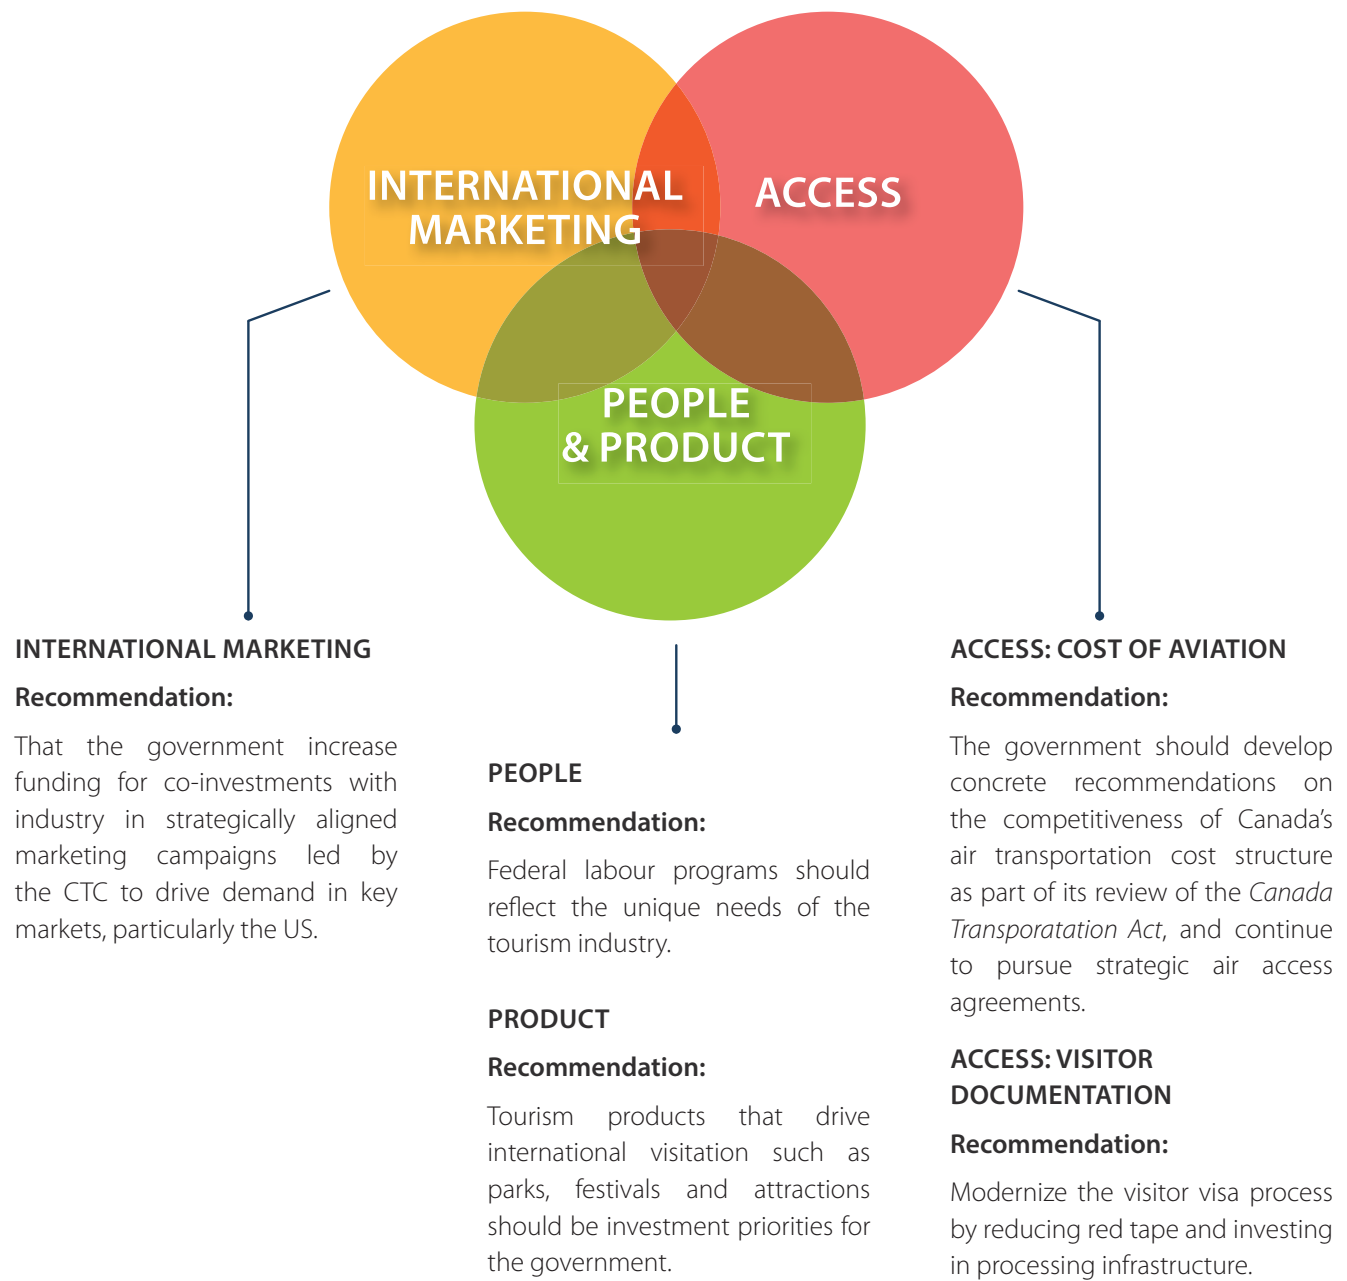 INTERNATIONAL
MARKETING
ACCESS
PEOPLE
& PRODUCT
INTERNATIONAL MARKETING
Recommendation:
That the government increase
funding for co-investments with
industry in strategically aligned
marketing campaigns led by
the CTC to drive demand in key
markets, particularly the US.
PEOPLE
Recommendation:
Federal labour programs should
reflect the unique needs of the
tourism industry.
PRODUCT
Recommendation:
Tourism products that drive
international visitation such as
parks, festivals and attractions
should be investment priorities for
the government.
ACCESS: COST OF AVIATION
Recommendation:
The government should develop
concrete recommendations on
the competitiveness of Canada’s
air transportation cost structure
as part of its review of the Canada
Transporatation Act, and continue
to pursue strategic air access
agreements.
ACCESS: VISITOR
DOCUMENTATION
Recommendation:
Modernize the visitor visa process
by reducing red tape and investing
in processing infrastructure.